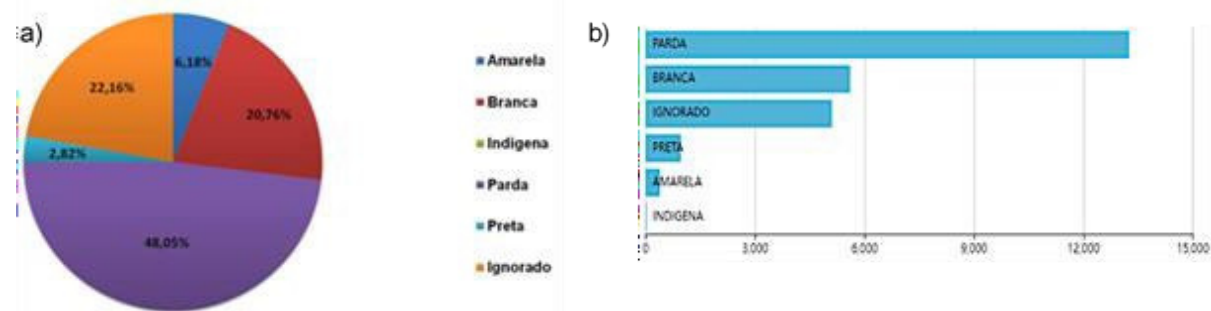 a)
6,18%
20,76%
22,16%
2,82%
48,05%
Amarela
Branca
Indigena
Parda
Preta
Ignorado
b)
PARDA
BRANCA
IGNORADO
PRETA
AMARELA
INDIGENA
0 3,000 6,000 9,000 12,000 15,000